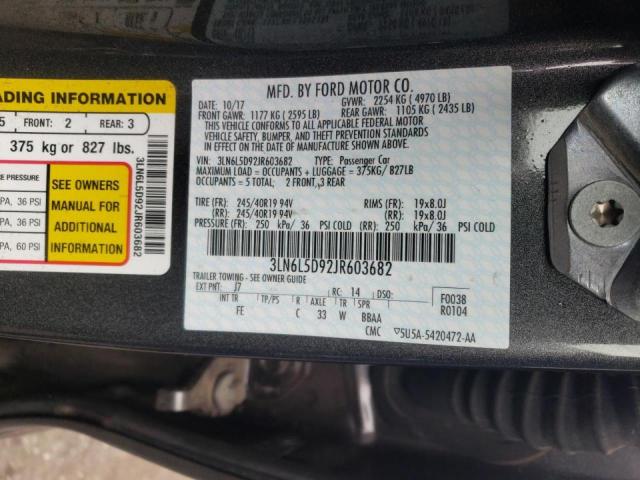 ADING INFORMATION
5 FRONT: 2 REAR: 3
375 kg or 827 lbs.
E PRESSURE
PA, 36 PSI
PA, 36 PSI
PA, 60 PSI
SEE OWNERS
MANUAL FOR
ADDITIONAL
INFORMATION
3LN6L5D92JR603682
MFD. BY FORD MOTOR CO.
DATE: 10/17 GVWR: 2254 KG ( 4970 LB)
FRONT GAWR: 1177 KG ( 2595 LB) REAR GAWR: 1105 KG ( 2435 LB)
THIS VEHICLE CONFORMS TO ALL APPLICABLE FEDERAL MOTOR
VEHICLE SAFETY, BUMPER, AND THEFT PREVENTION STANDARDS IN
EFFECT ON THE DATE OF MANUFACTURE SHOWN ABOVE.
VIN: 3LN6L5D92JR603682 TYPE: Passenger Car
MAXIMUM LOAD = OCCUPANTS + LUGGAGE = 375KG/ 827LB
OCCUPANTS = 5 TOTAL: 2 FRONT,3 REAR
TIRE (FR): 245/40R19 94V RIMS (FR): 19x8.0J
(RR): 245/40R19 94V (RR): 19x8.0J
PRESSURE (FR): 250 kPa/ 36 PSI COLD (RR): 250 kPa/ 36 PSI COLD
3LN6L5D92JR603682
TRAILER TOWING - SEE OWNER GUIDE
EXT PNT: J7 RC: 14 DSO: F0038
INT TR TP/PS R AXLE TR SPR R0104
FE C 33 W BBAA
CMC 5U5A-5420472-AA